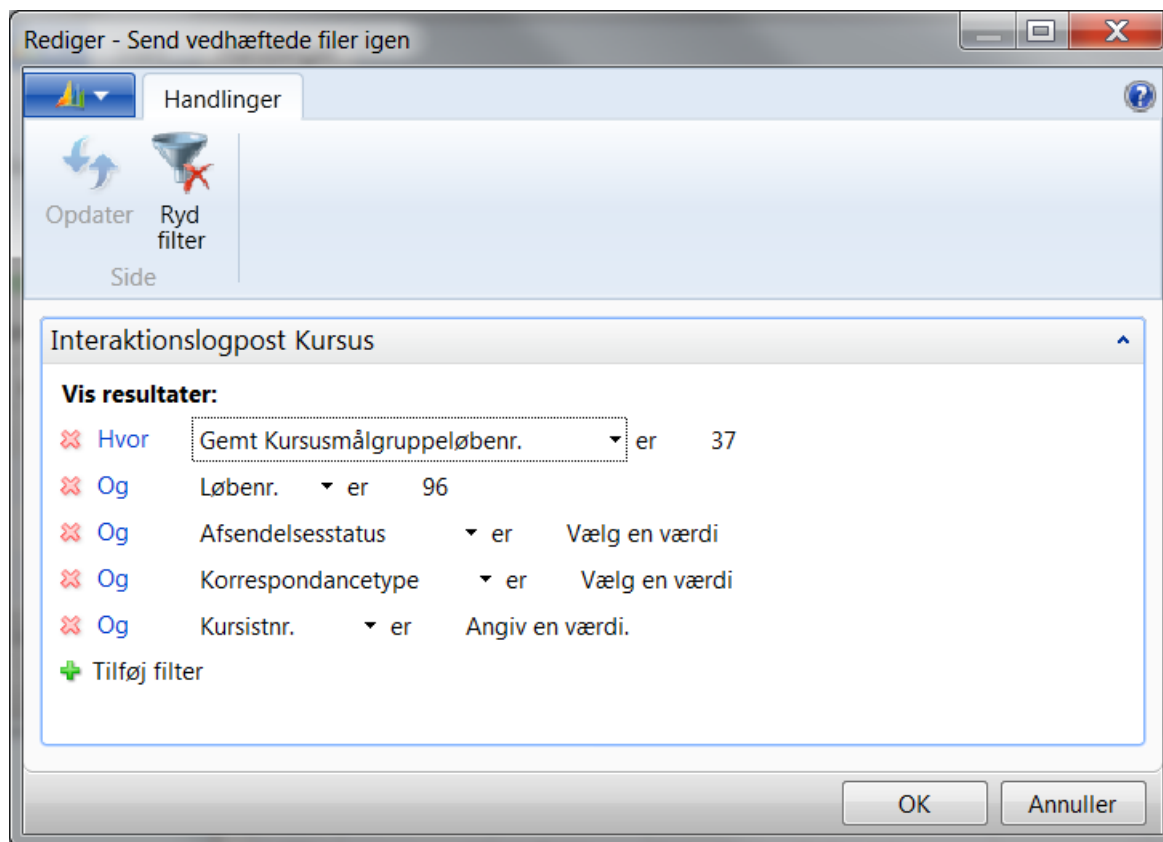 Rediger - Send vedhæftede filer igen
Handlinger
Opdater
Ryd filter
Side
Interaktionslogpost Kursus
Vis resultater:
Hvor Gemt Kursusmålgruppeløbenr. er 37
Og Løbenr. er 96
Og Afsendelsesstatus er Vælg en værdi
Og Korrespondancetype er Vælg en værdi
Og Kursistnr. er Angiv en værdi.
Tilføj filter
OK Annuller